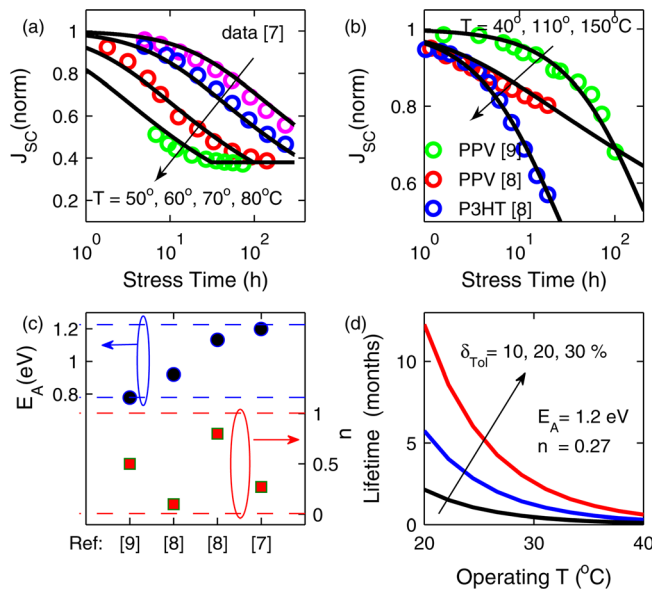 (a)
data [7]
T = 50°, 60°, 70°, 80°C
J_SC(norm)
1
0.8
0.6
0.4
0.2
10^0
10^1
10^2
Stress Time (h)
(b)
T = 40°, 110°, 150°C
PPV [9]
PPV [8]
P3HT [8]
J_SC(norm)
1
0.8
0.6
10^0
10^1
10^2
Stress Time (h)
(c)
E_A(eV)
1.2
0.8
1
0.5
0
n
Ref: [9] [8] [8] [7]
(d)
δ_Tol = 10, 20, 30 %
E_A = 1.2 eV
n = 0.27
Lifetime (months)
10
5
0
20
30
40
Operating T (°C)